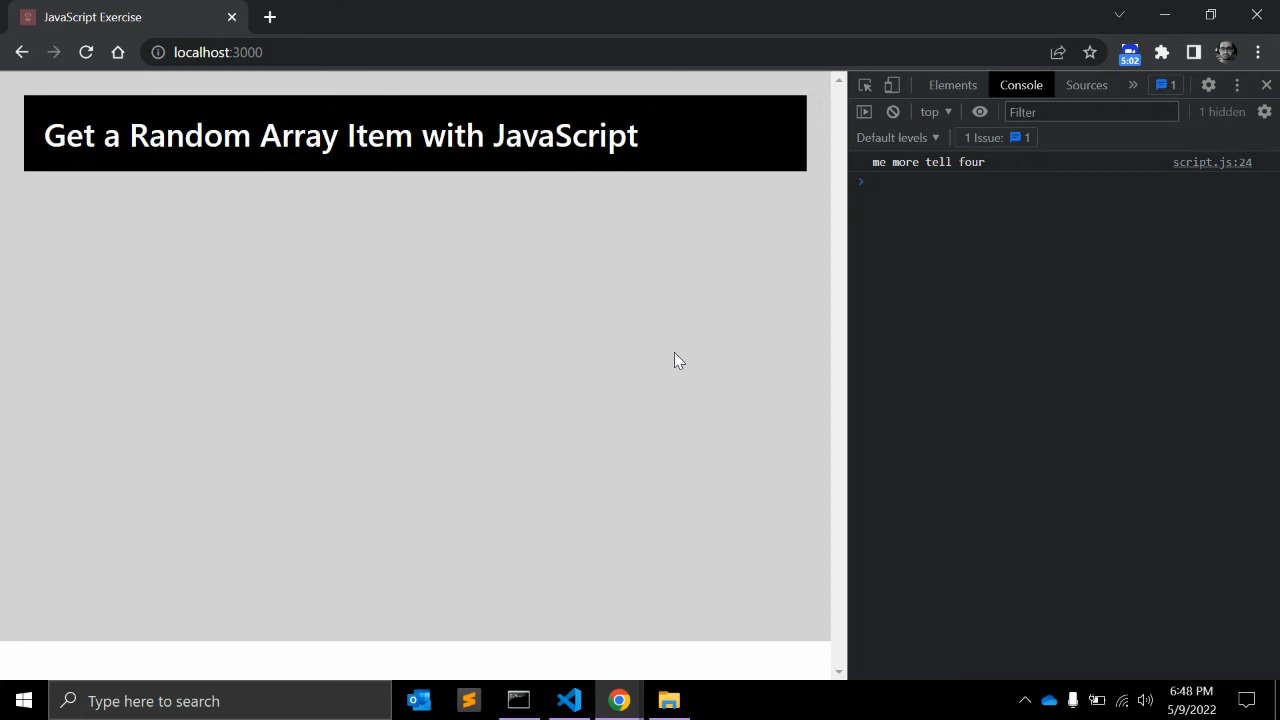 JavaScript Exercise
localhost:3000
5:02
Get a Random Array Item with JavaScript
Elements
Console
Sources
1
top
Filter
1 hidden
Default levels
1 Issue:
1
me more tell four
script.js:24
Type here to search
6:48 PM
5/9/2022